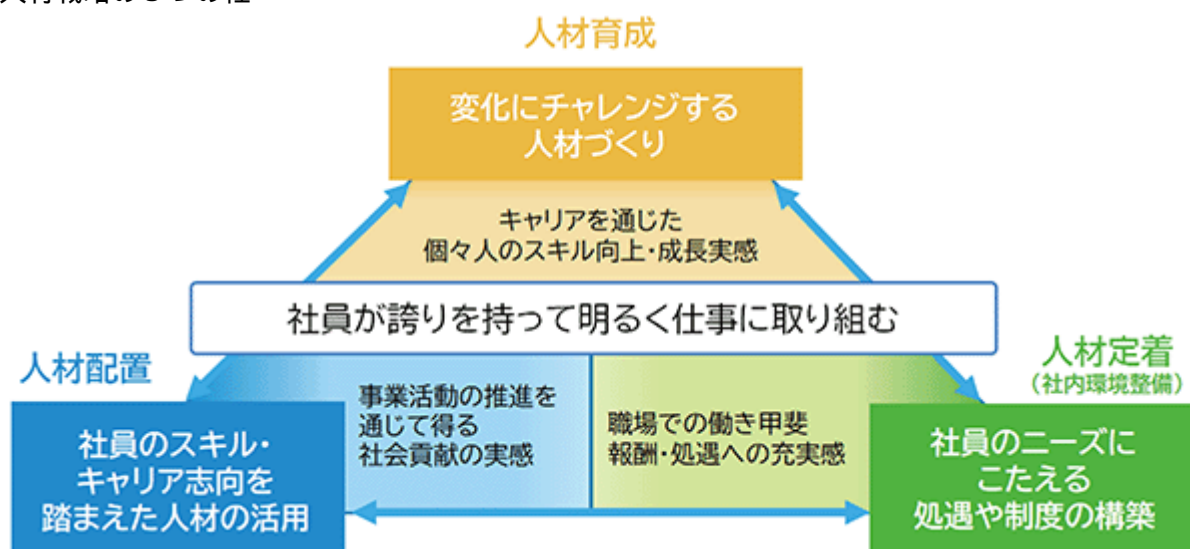 人材育成
変化にチャレンジする
人材づくり
キャリアを通じた
個々人のスキル向上・成長実感
社員が誇りを持って明るく仕事に取り組む
人材配置
社員のスキル・
キャリア志向を
踏まえた人材の活用
事業活動の推進を
通じて得る
社会貢献の実感
職場での働き甲斐
報酬・処遇への充実感
人材定着
(社内環境整備)
社員のニーズに
こたえる
処遇や制度の構築